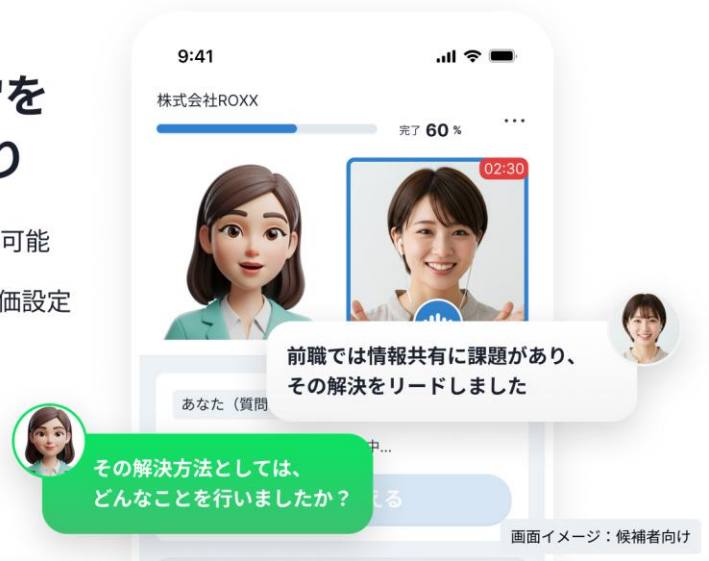 を
り
可能
価設定
9:41
株式会社ROXX
完了 60 %
02:30
前職では情報共有に課題があり、
その解決をリードしました
あなた（質問
中...
える
その解決方法としては、
どんなことを行いましたか？
画面イメージ：候補者向け